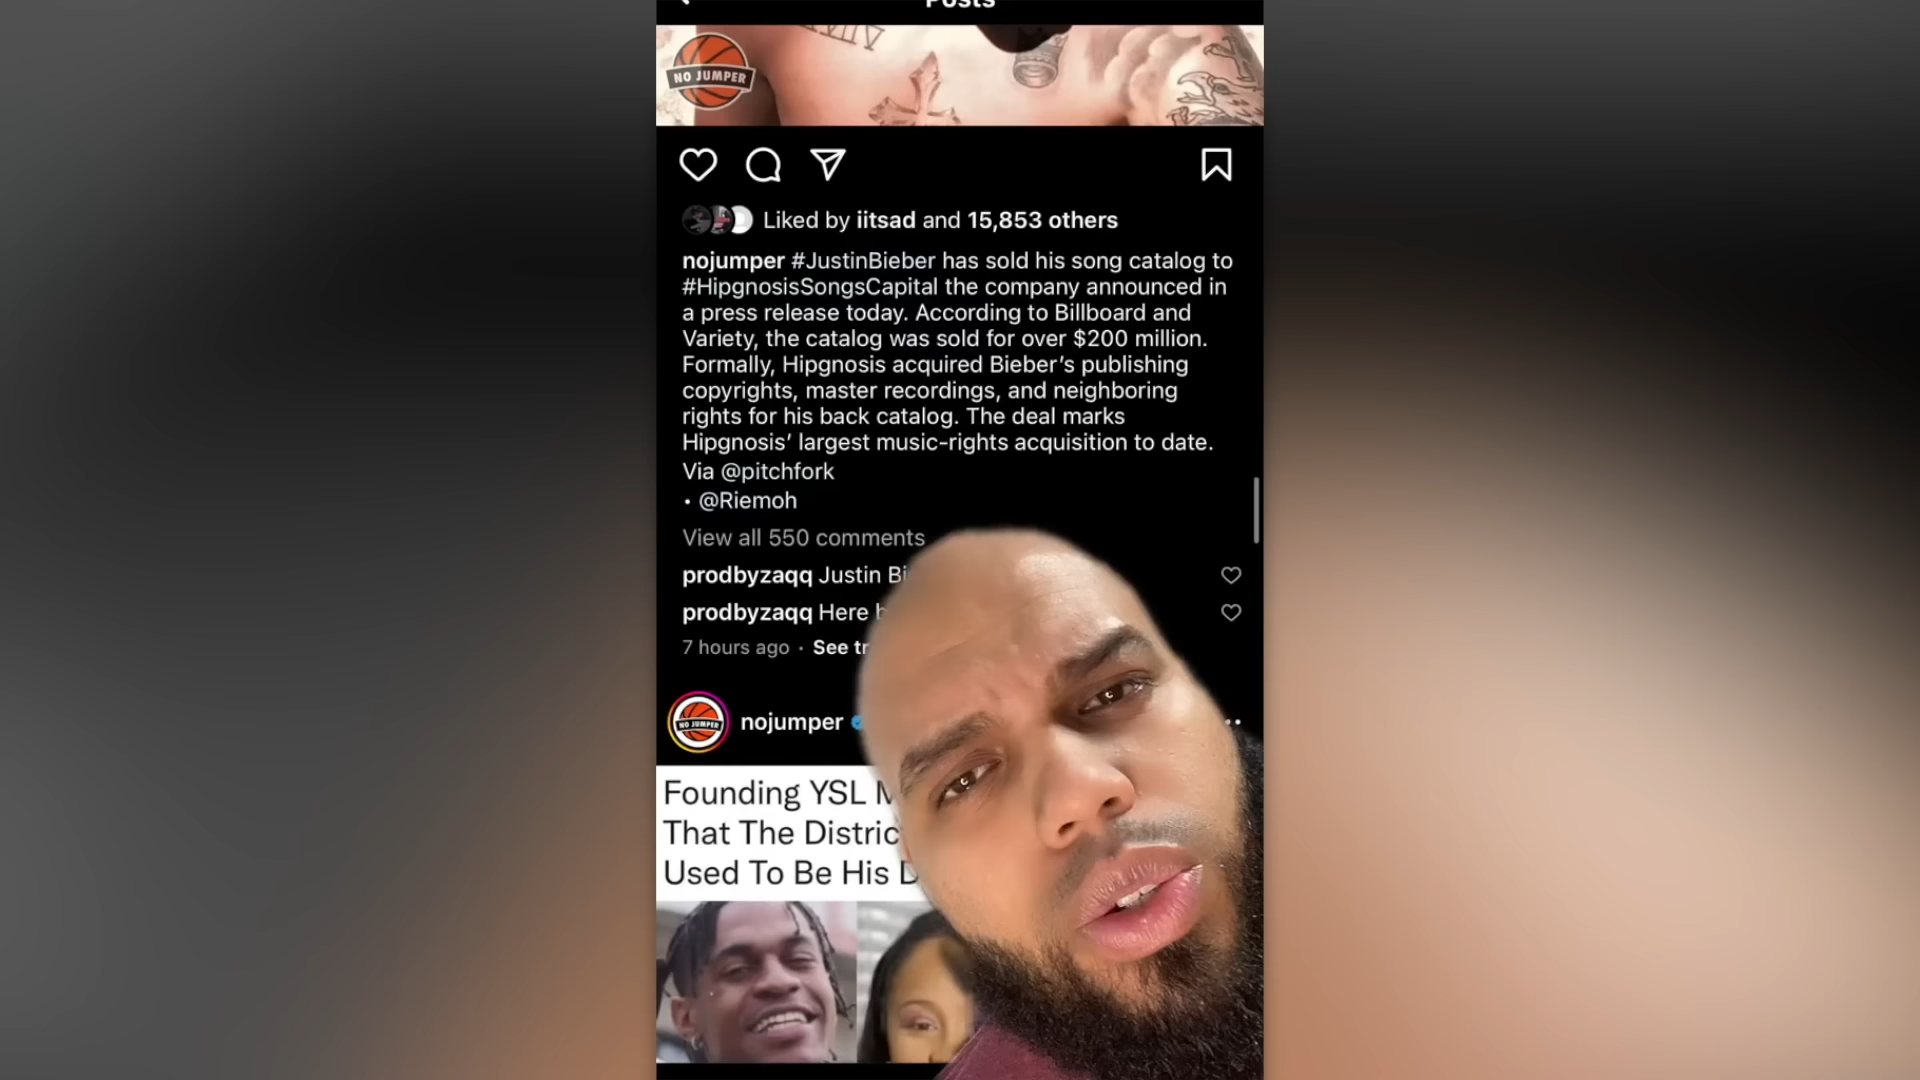 Posts
NO JUMPER
Liked by iitsad and 15,853 others
nojumper #JustinBieber has sold his song catalog to
#HipgnosisSongsCapital the company announced in
a press release today. According to Billboard and
Variety, the catalog was sold for over $200 million.
Formally, Hipgnosis acquired Bieber’s publishing
copyrights, master recordings, and neighboring
rights for his back catalog. The deal marks
Hipgnosis’ largest music-rights acquisition to date.
Via @pitchfork
• @Riemoh
View all 550 comments
prodbyzaqq Justin Bi
prodbyzaqq Here
7 hours ago · See tr
NO JUMPER
nojumper
Founding YSL
That The Distric
Used To Be His